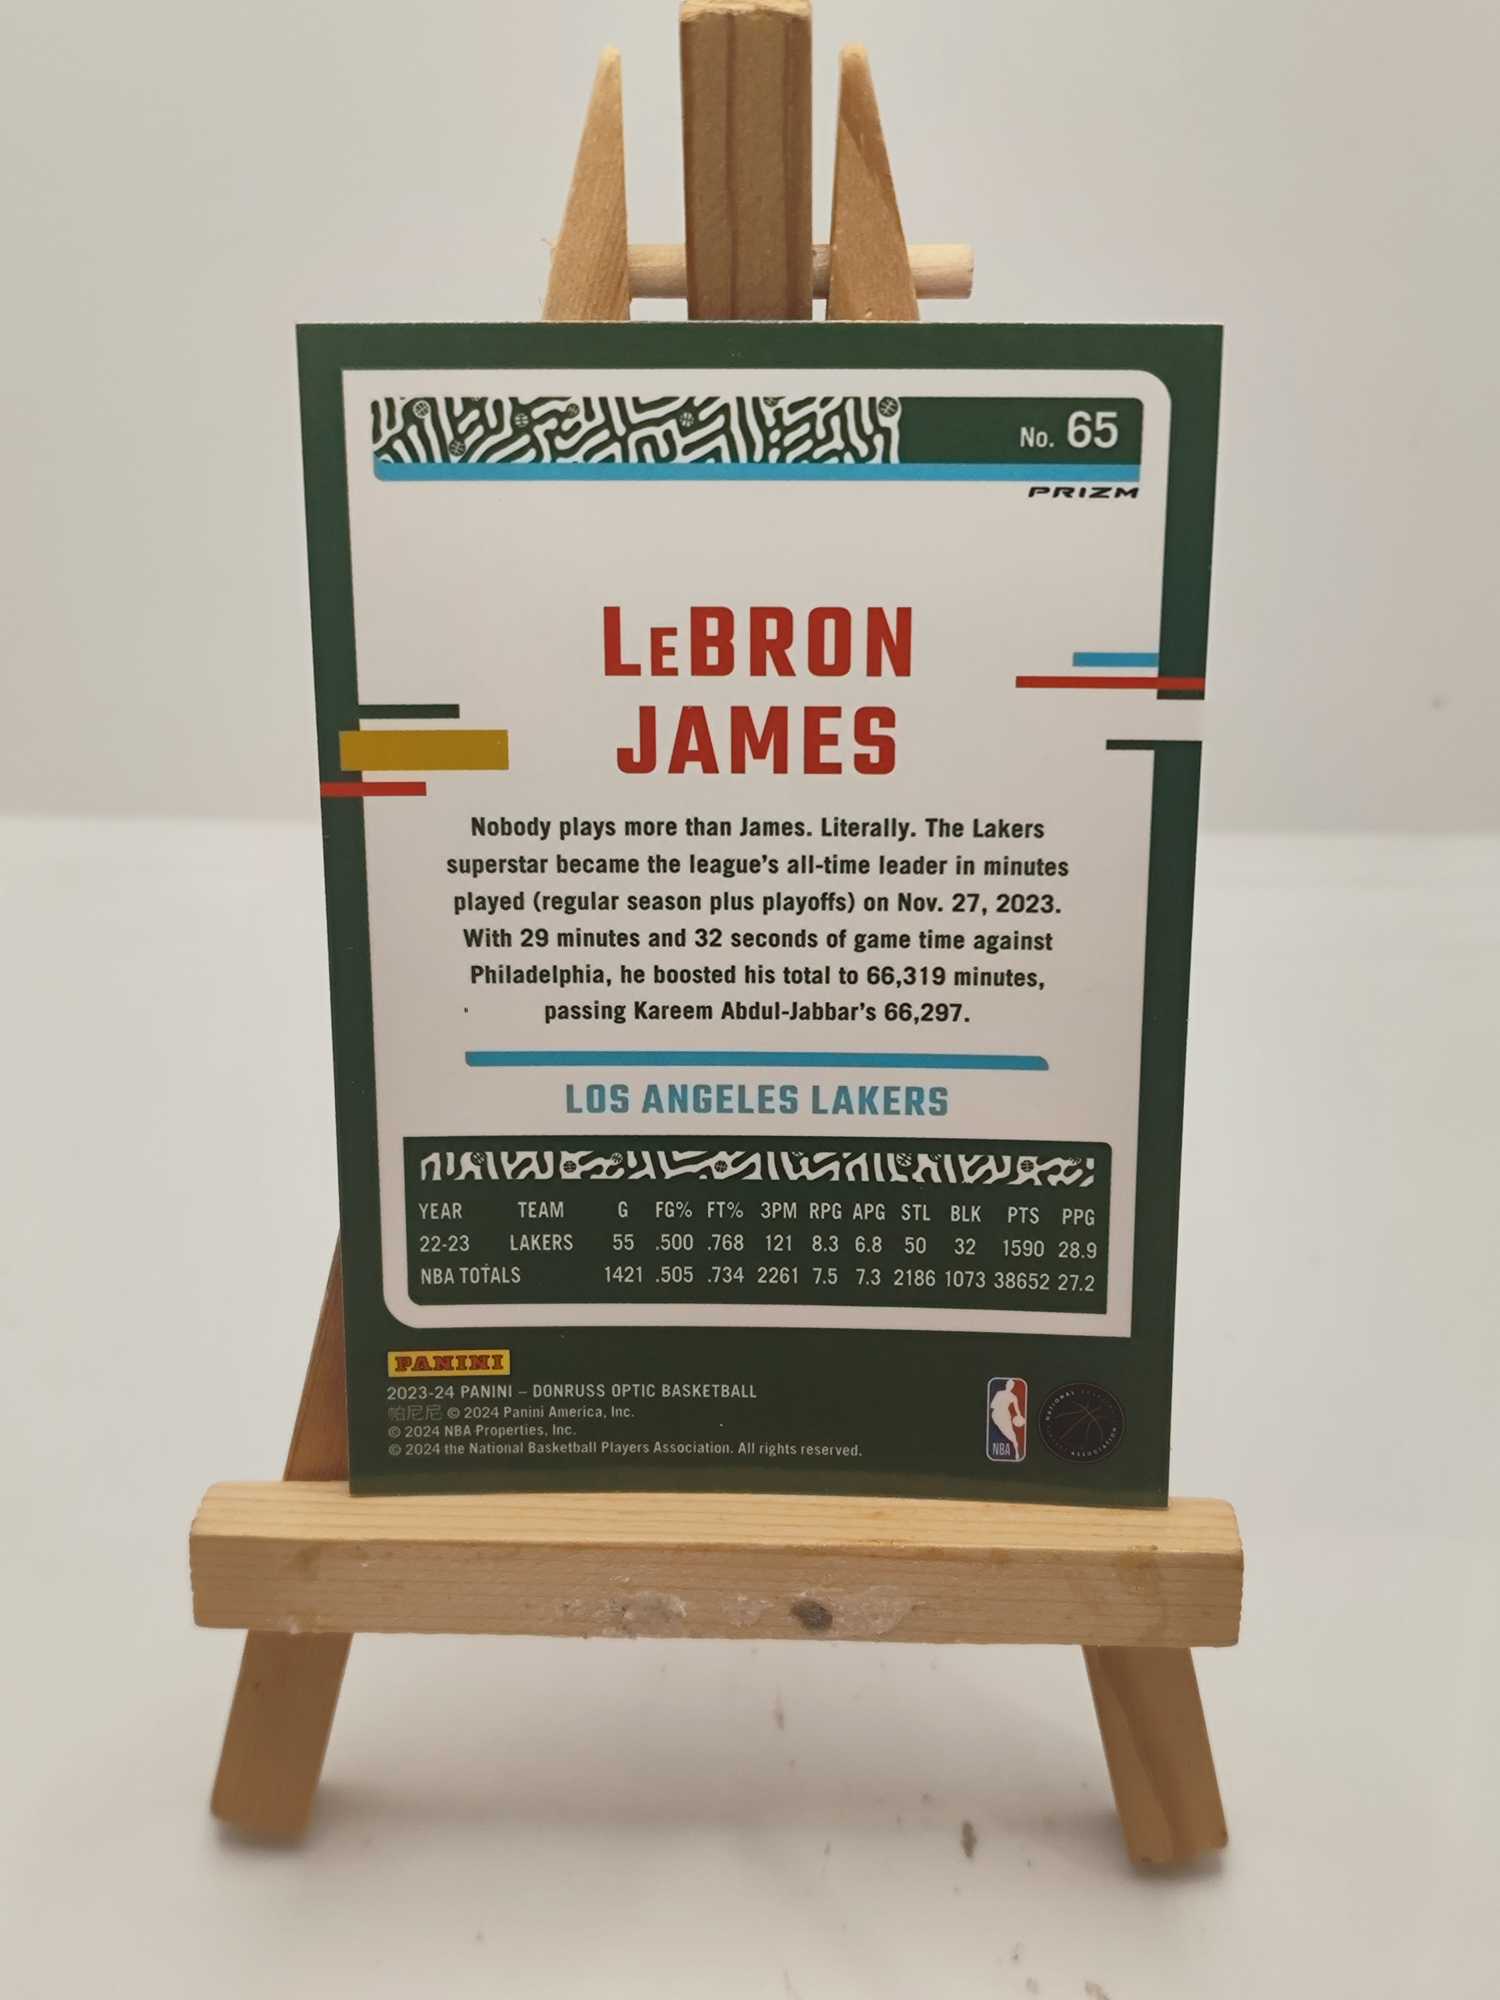 No. 65
PRIZM
LeBRON
JAMES
Nobody plays more than James. Literally. The Lakers
superstar became the league's all-time leader in minutes
played (regular season plus playoffs) on Nov. 27, 2023.
With 29 minutes and 32 seconds of game time against
Philadelphia, he boosted his total to 66,319 minutes,
passing Kareem Abdul-Jabbar's 66,297.
LOS ANGELES LAKERS
YEAR TEAM G FG% FT% 3PM RPG APG STL BLK PTS PPG
22-23 LAKERS 55 .500 .768 121 8.3 6.8 50 32 1590 28.9
NBA TOTALS 1421 .505 .734 2261 7.5 7.3 2186 1073 38652 27.2
PANINI
2023-24 PANINI – DONRUSS OPTIC BASKETBALL
帕尼尼 © 2024 Panini America, Inc.
© 2024 NBA Properties, Inc.
© 2024 the National Basketball Players Association. All rights reserved.
NBA